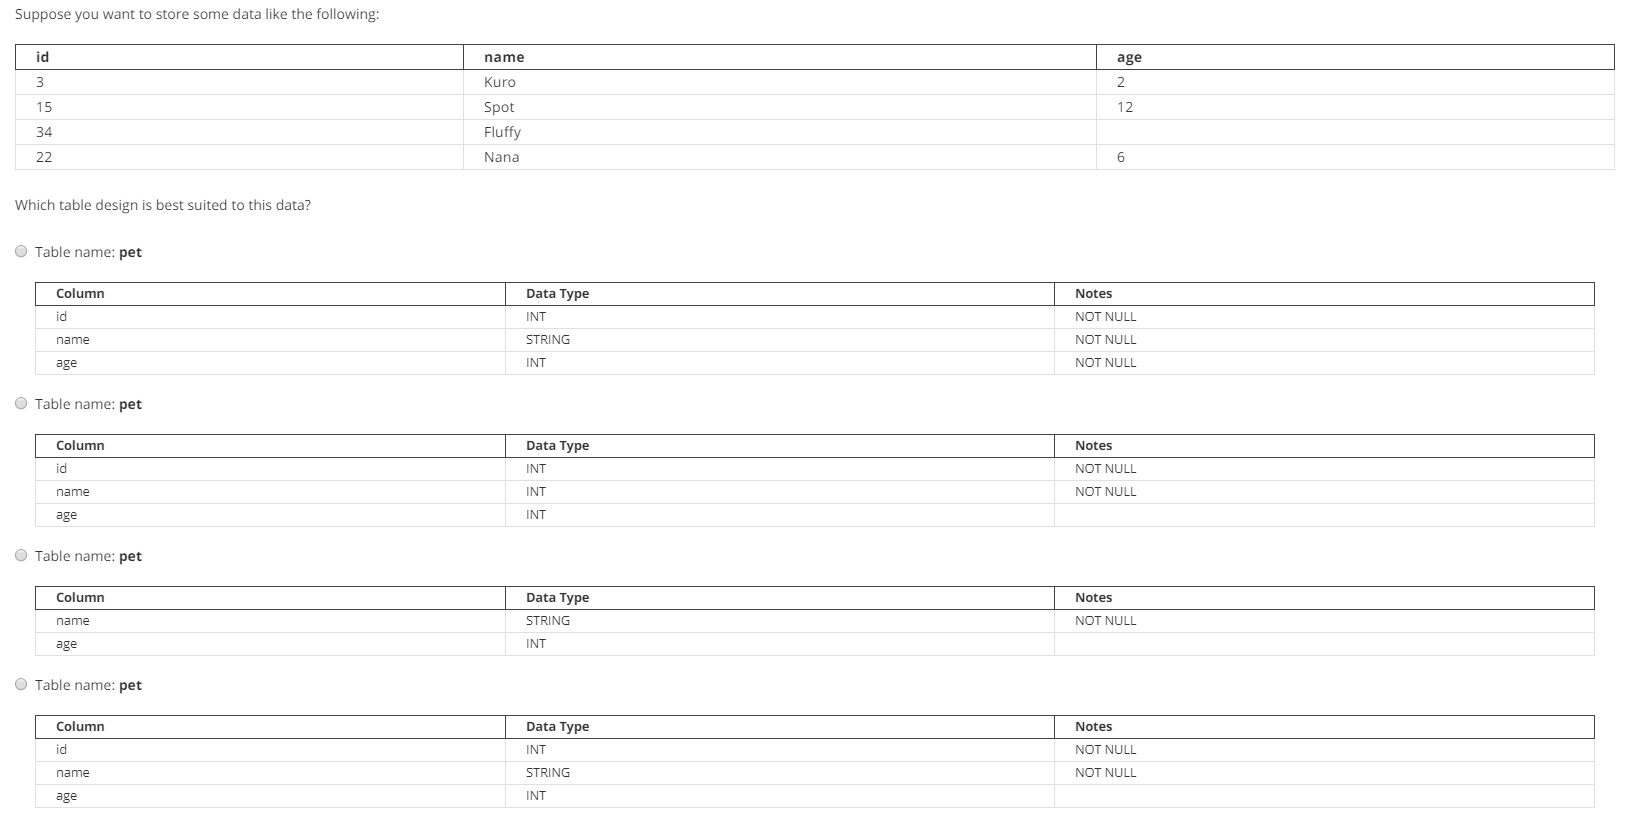 Suppose you want to store some data like the following:
id name age
3 Kuro 2
15 Spot 12
34 Fluffy
22 Nana 6
Which table design is best suited to this data?
Table name: pet
Column Data Type Notes
id INT NOT NULL
name STRING NOT NULL
age INT NOT NULL
Table name: pet
Column Data Type Notes
id INT NOT NULL
name INT NOT NULL
age INT
Table name: pet
Column Data Type Notes
name STRING NOT NULL
age INT
Table name: pet
Column Data Type Notes
id INT NOT NULL
name STRING NOT NULL
age INT